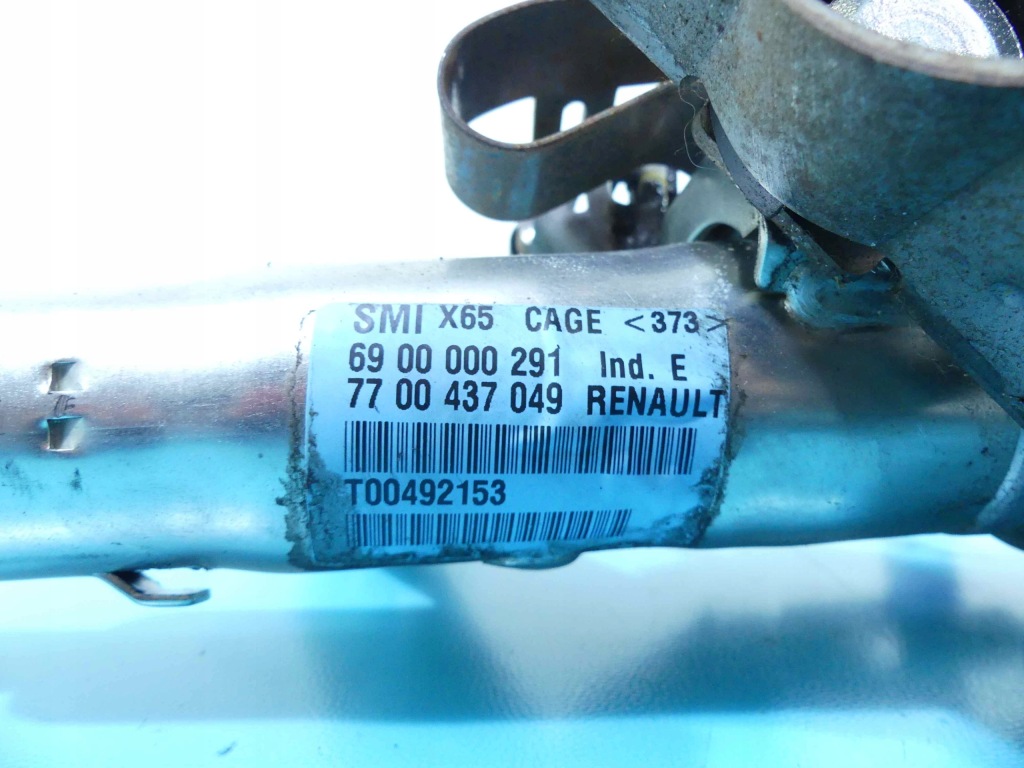 SMI X65 CAGE <373>
69 00 000 291 Ind. E
77 00 437 049 RENAULT
T00492153